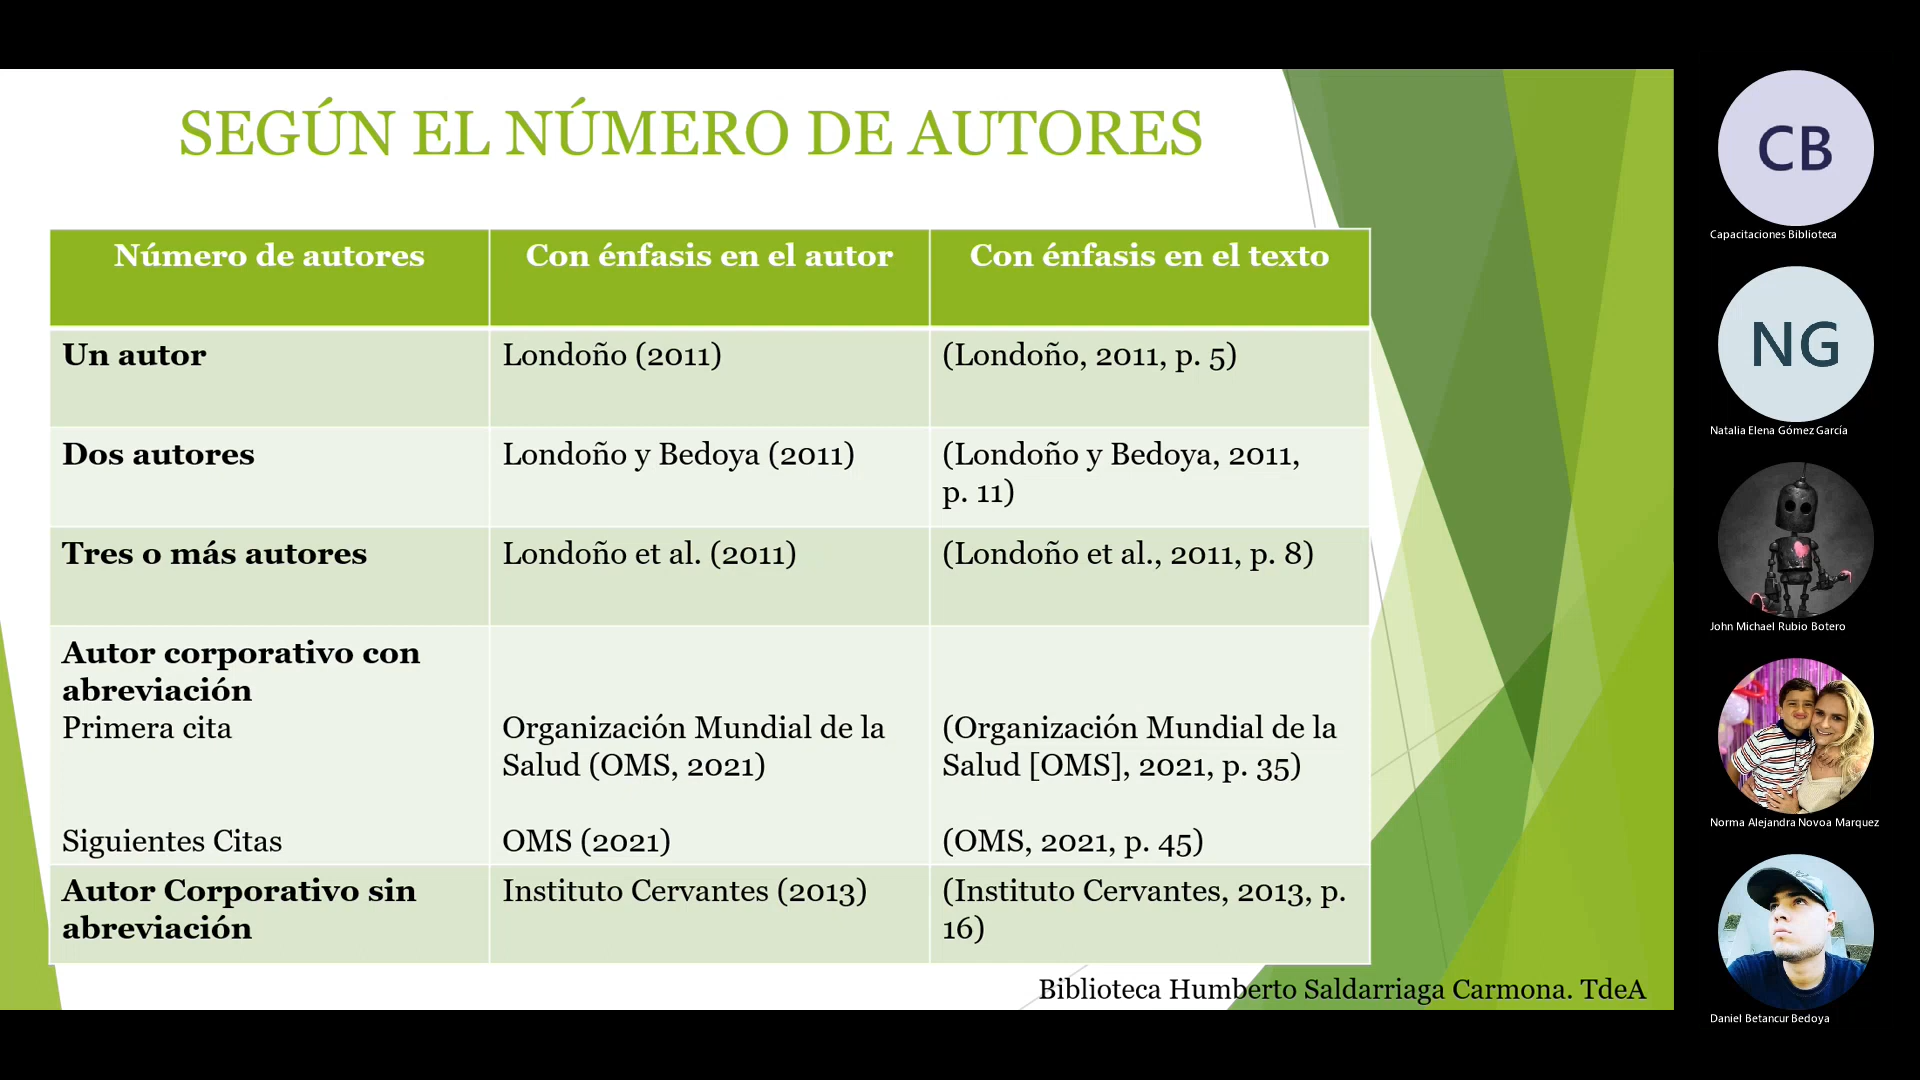 SEGÚN EL NÚMERO DE AUTORES
Número de autores
Con énfasis en el autor
Con énfasis en el texto
Un autor
Londoño (2011)
(Londoño, 2011, p. 5)
Dos autores
Londoño y Bedoya (2011)
(Londoño y Bedoya, 2011,
p. 11)
Tres o más autores
Londoño et al. (2011)
(Londoño et al., 2011, p. 8)
Autor corporativo con
abreviación
Primera cita
Organización Mundial de la
Salud (OMS, 2021)
(Organización Mundial de la
Salud [OMS], 2021, p. 35)
Siguientes Citas
OMS (2021)
(OMS, 2021, p. 45)
Autor Corporativo sin
abreviación
Instituto Cervantes (2013)
(Instituto Cervantes, 2013, p.
16)
Biblioteca Humberto Saldarriaga Carmona. TdeA
CB
Capacitaciones Biblioteca
NG
Natalia Elena Gómez García
John Michael Rubio Botero
Norma Alejandra Novoa Marquez
Daniel Betancur Bedoya